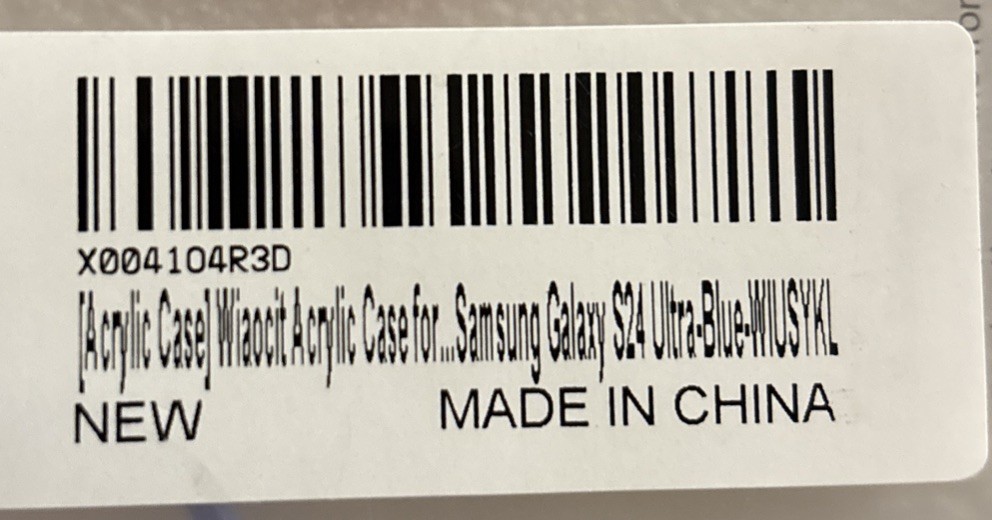 X004104R3D
[Acrylic Case] Wiaocit Acrylic Case for...Samsung Galaxy S24 Ultra-Blue-WIUSYKL
NEW MADE IN CHINA